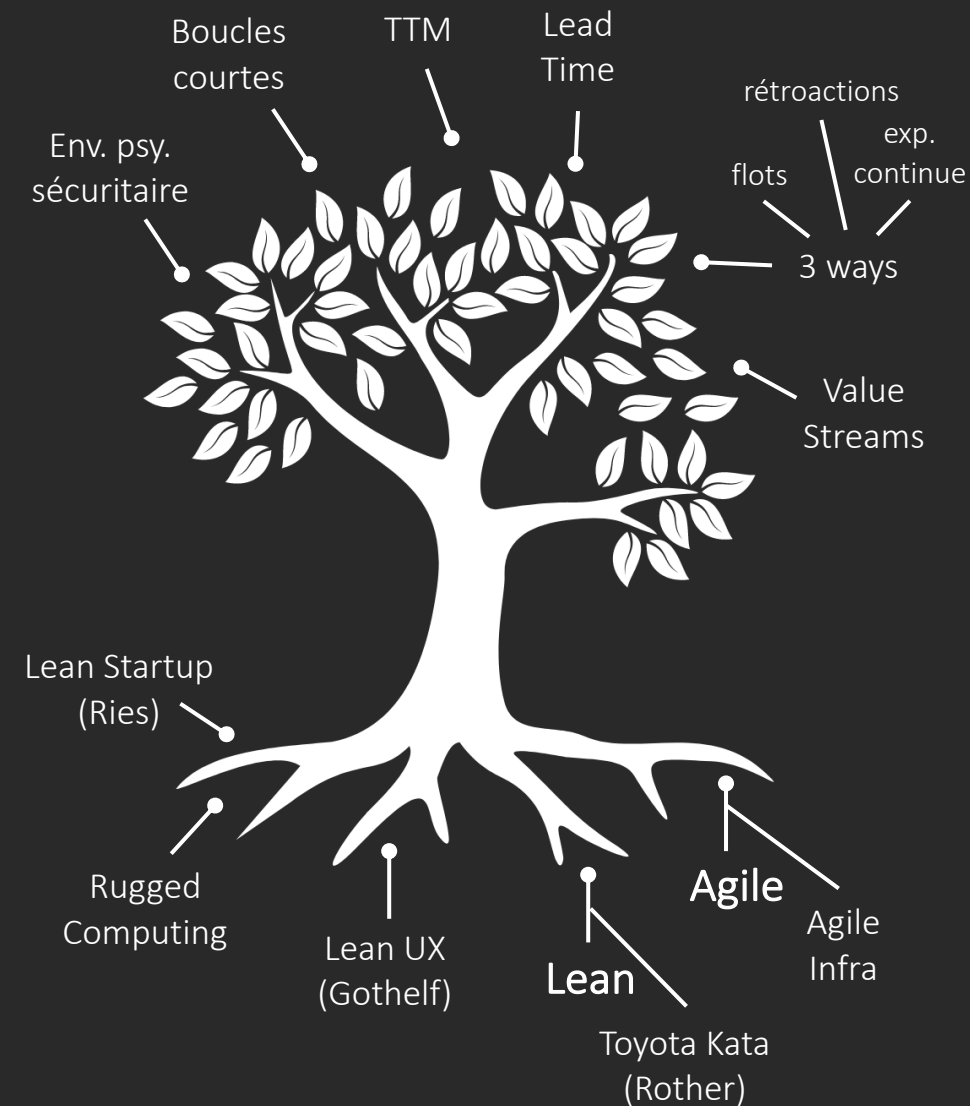 Boucles
courtes
TTM
Lead
Time
rétroactions
exp.
continue
flots
3 ways
Env. psy.
sécuritaire
Value
Streams
Lean Startup
(Ries)
Rugged
Computing
Lean UX
(Gothelf)
Lean
Toyota Kata
(Rother)
Agile
Agile
Infra